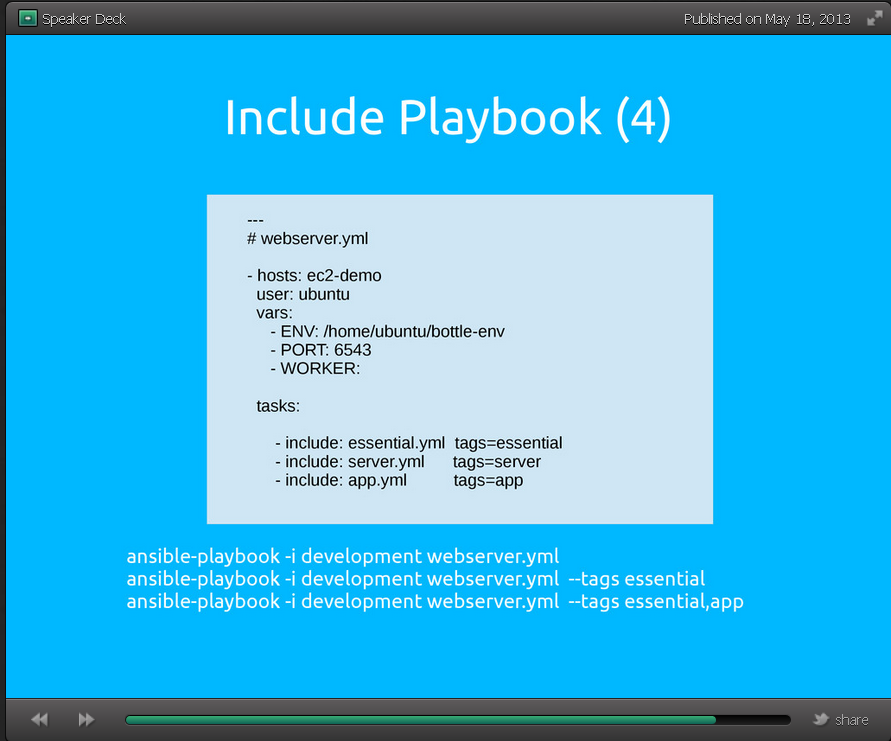 Speaker Deck
Published on May 18, 2013
Include Playbook (4)
---
# webserver.yml
- hosts: ec2-demo
user: ubuntu
vars:
- ENV: /home/ubuntu/bottle-env
- PORT: 6543
- WORKER:
tasks:
- include: essential.yml tags=essential
- include: server.yml tags=server
- include: app.yml tags=app
ansible-playbook -i development webserver.yml
ansible-playbook -i development webserver.yml --tags essential
ansible-playbook -i development webserver.yml --tags essential,app
share